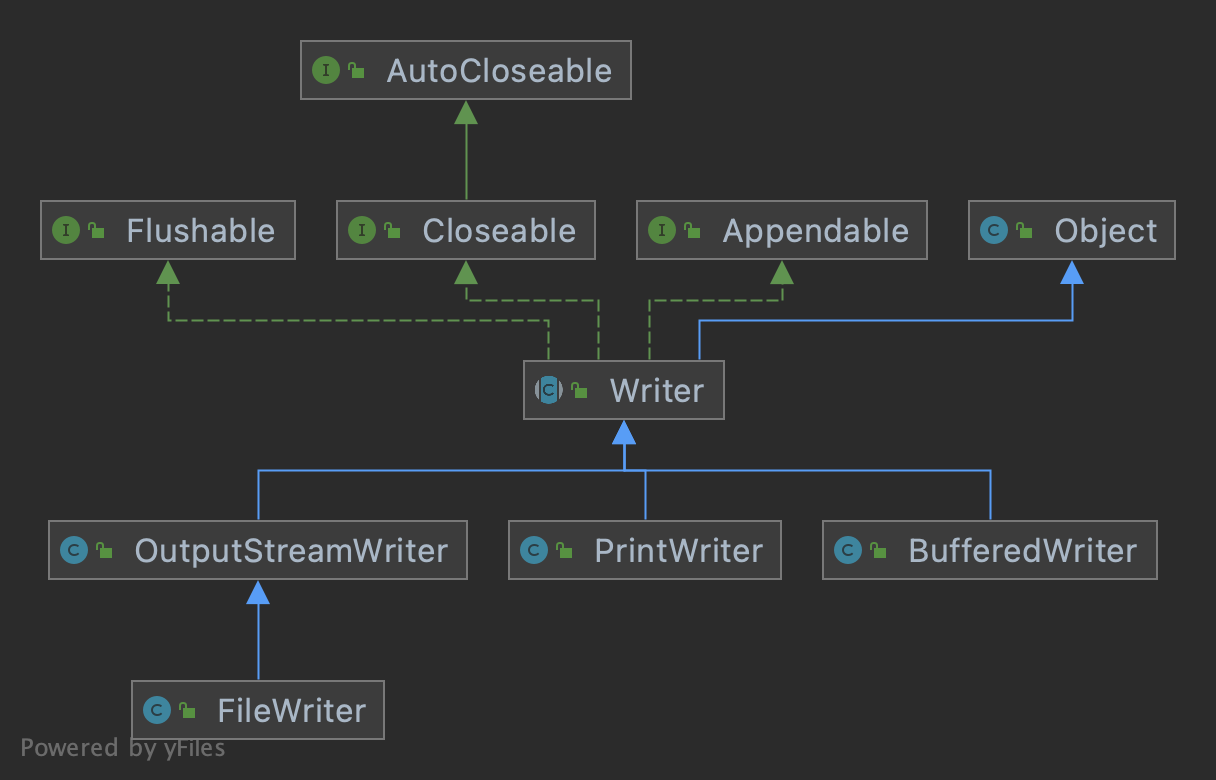 AutoCloseable
Flushable
Closeable
Appendable
Object
Writer
OutputStreamWriter
PrintWriter
BufferedWriter
FileWriter
Powered by yFiles